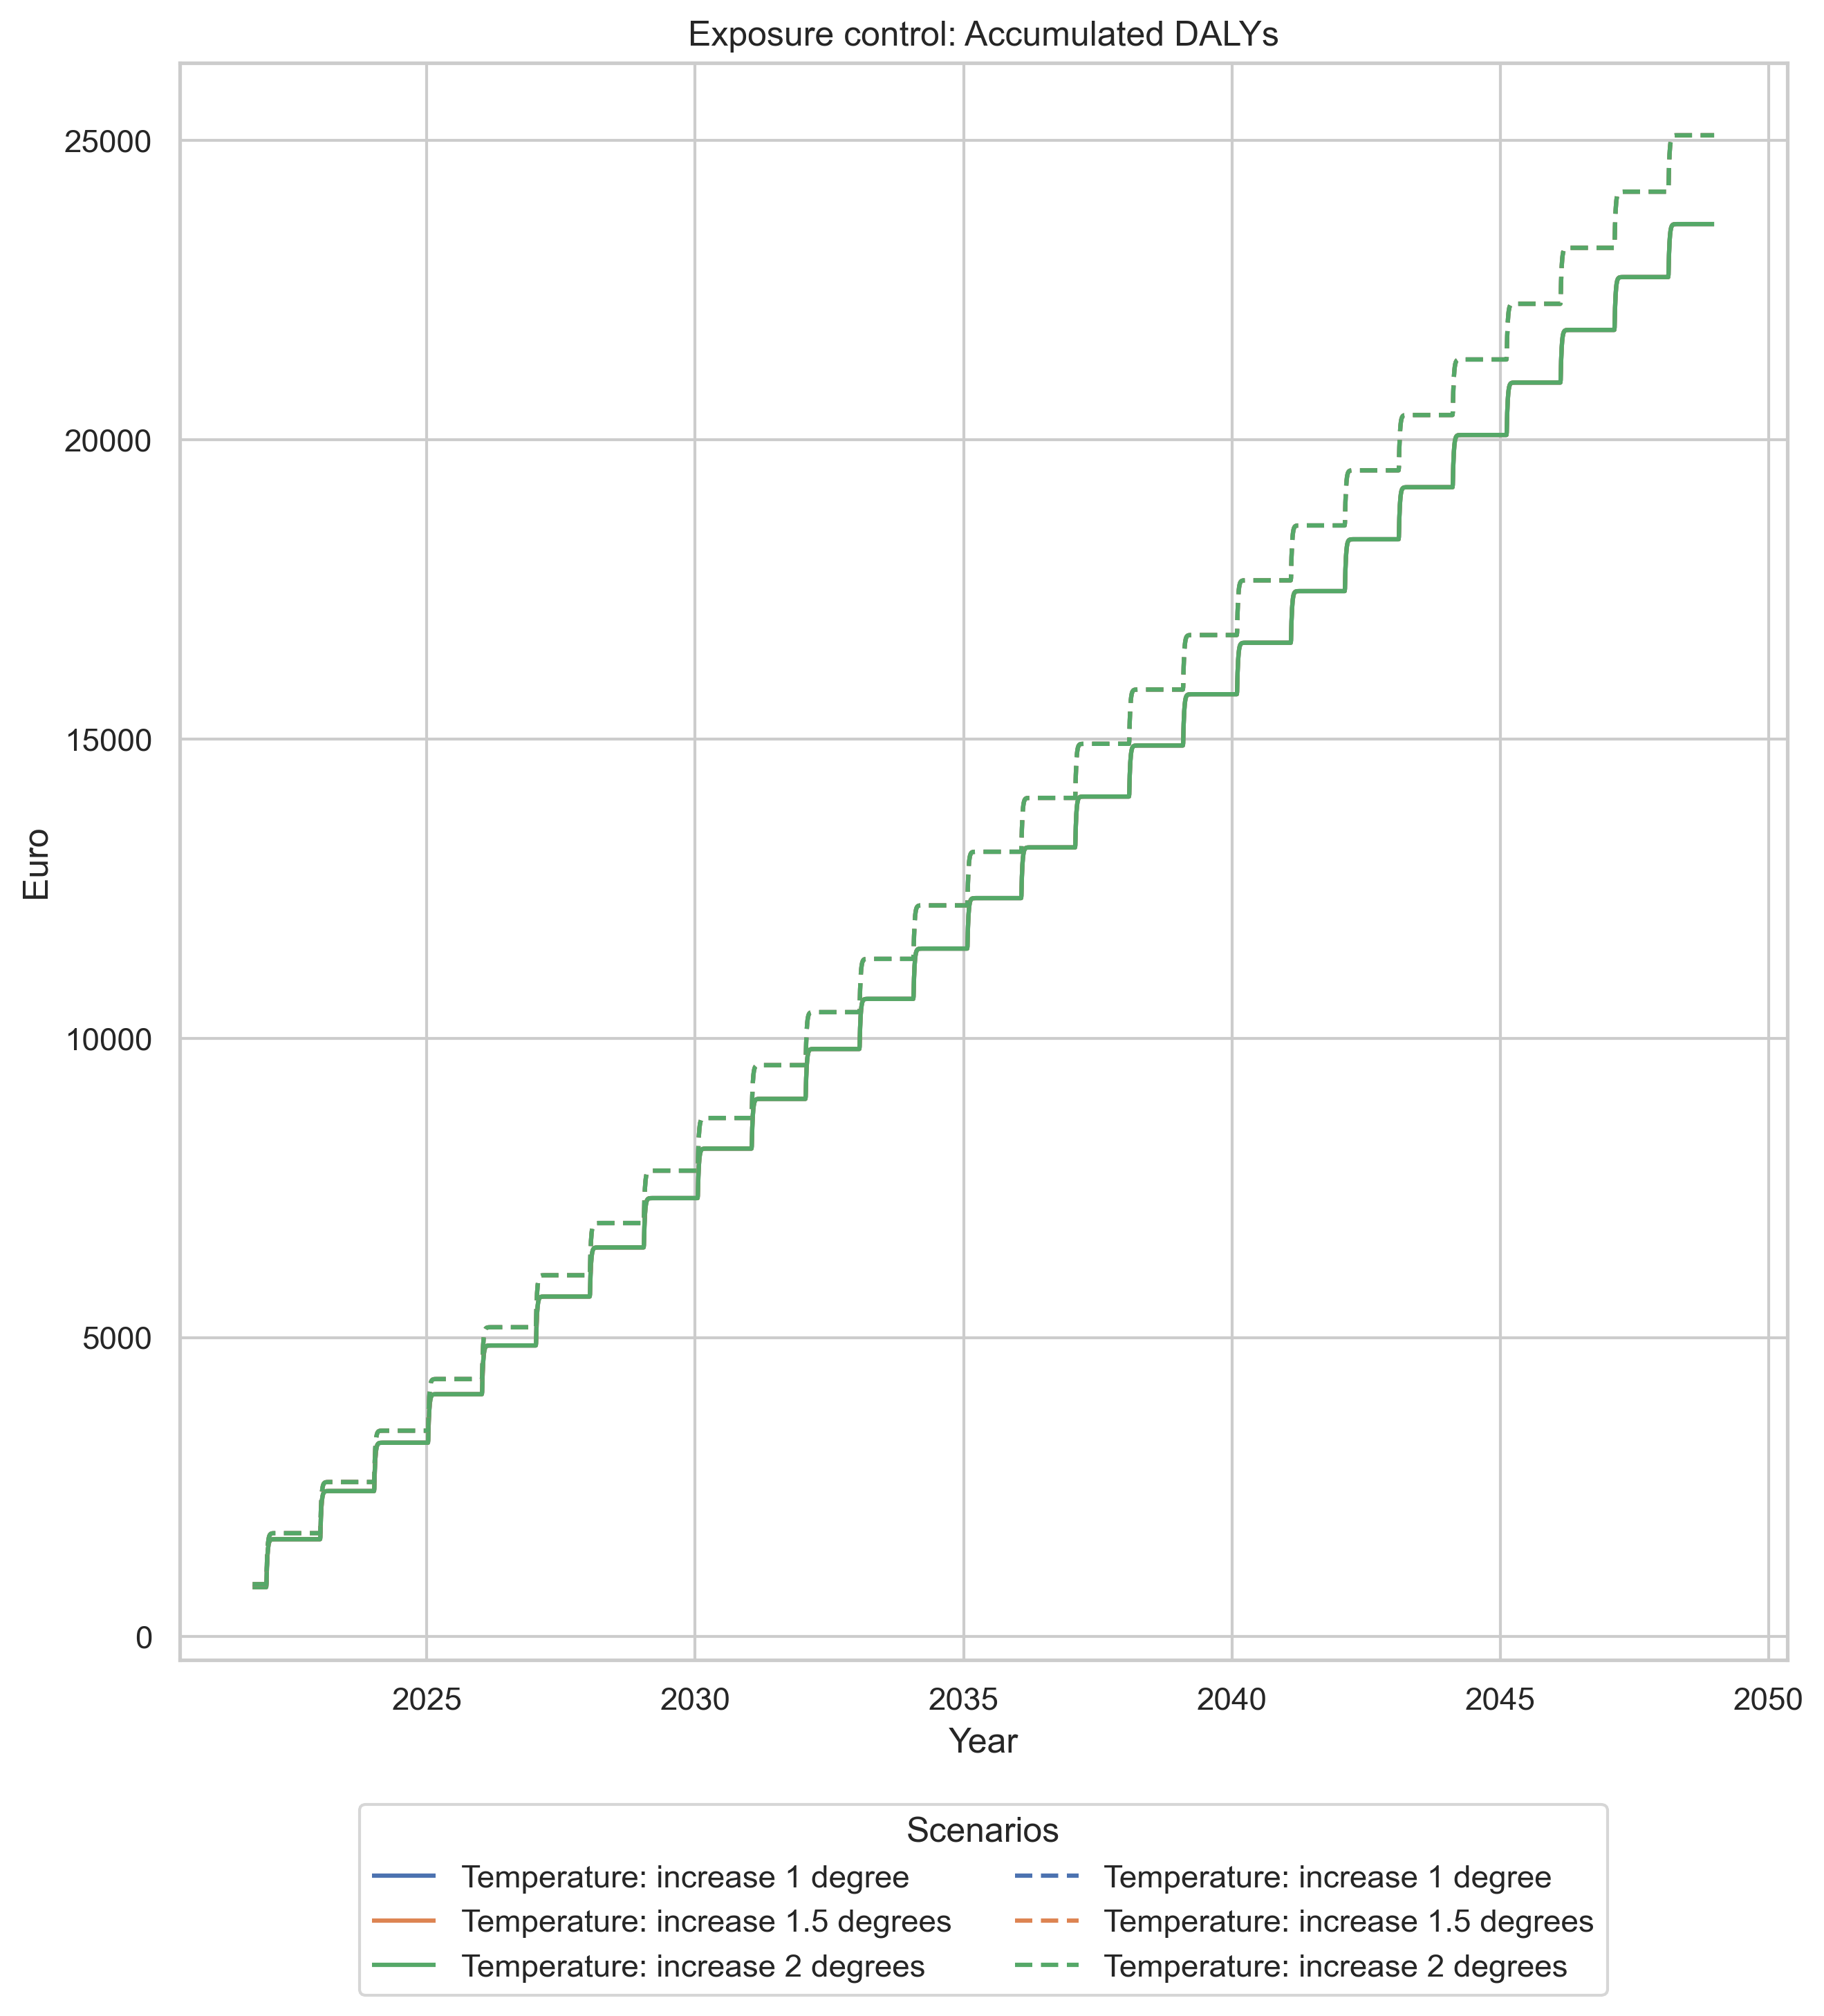 Exposure control: Accumulated DALYs
25000
20000
15000
10000
5000
0
Euro
2025 2030 2035 2040 2045 2050
Year
Scenarios
Temperature: increase 1 degree
Temperature: increase 1.5 degrees
Temperature: increase 2 degrees
Temperature: increase 1 degree
Temperature: increase 1.5 degrees
Temperature: increase 2 degrees